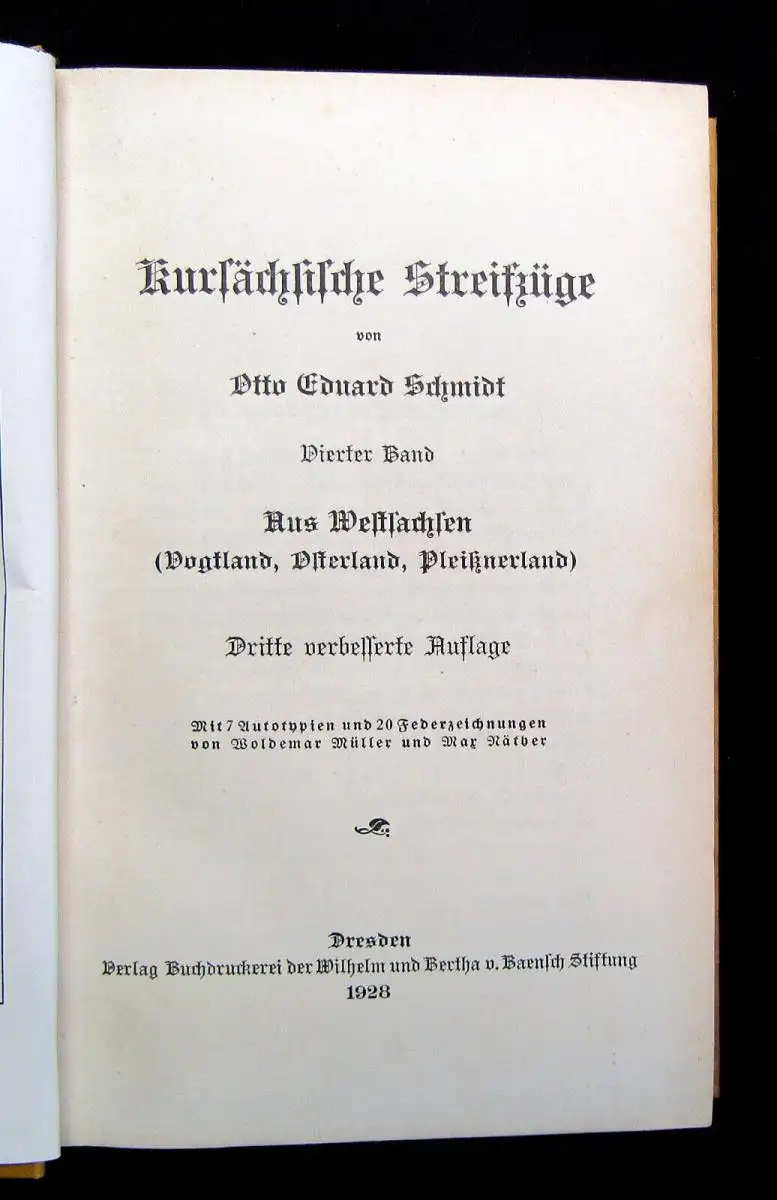 Kursächsische Streifzüge
von
Otto Eduard Schmidt
Vierter Band
Aus Westsachsen
(Vogtland, Osterland, Pleißnerland)
Dritte verbesserte Auflage
Mit 7 Autotypien und 20 Federzeichnungen
von Woldemar Müller und Max Näther
Dresden
Verlag Buchdruckerei der Wilhelm und Bertha v. Baensch Stiftung
1928